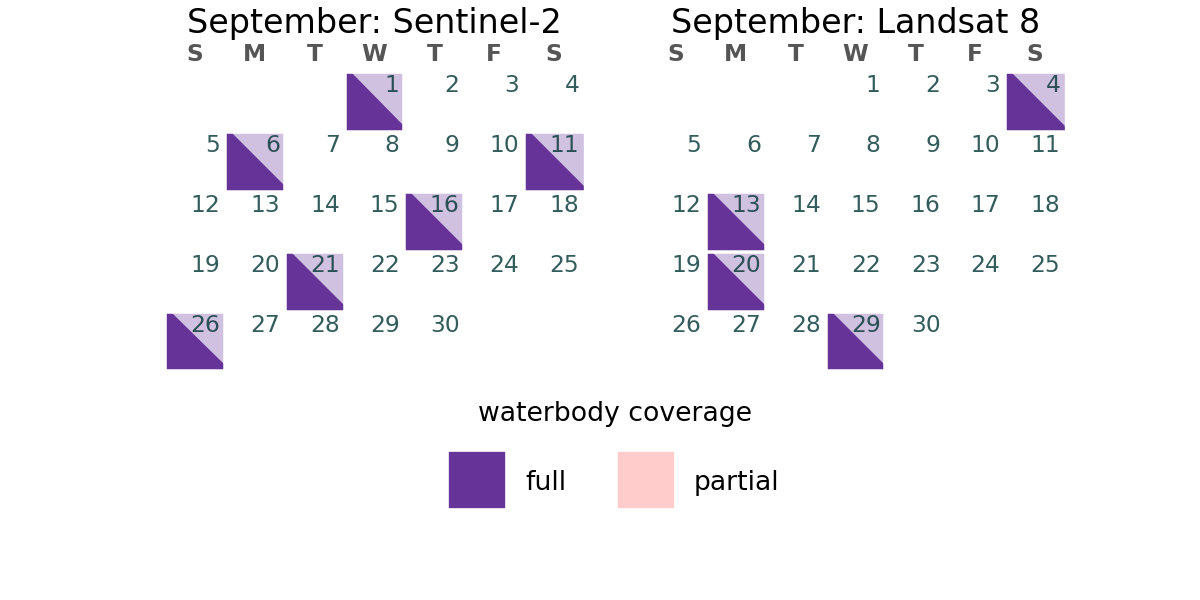 September: Sentinel-2
S M T W T F S
1 2 3 4
5 6 7 8 9 10 11
12 13 14 15 16 17 18
19 20 21 22 23 24 25
26 27 28 29 30
September: Landsat 8
S M T W T F S
1 2 3 4
5 6 7 8 9 10 11
12 13 14 15 16 17 18
19 20 21 22 23 24 25
26 27 28 29 30
waterbody coverage
full partial